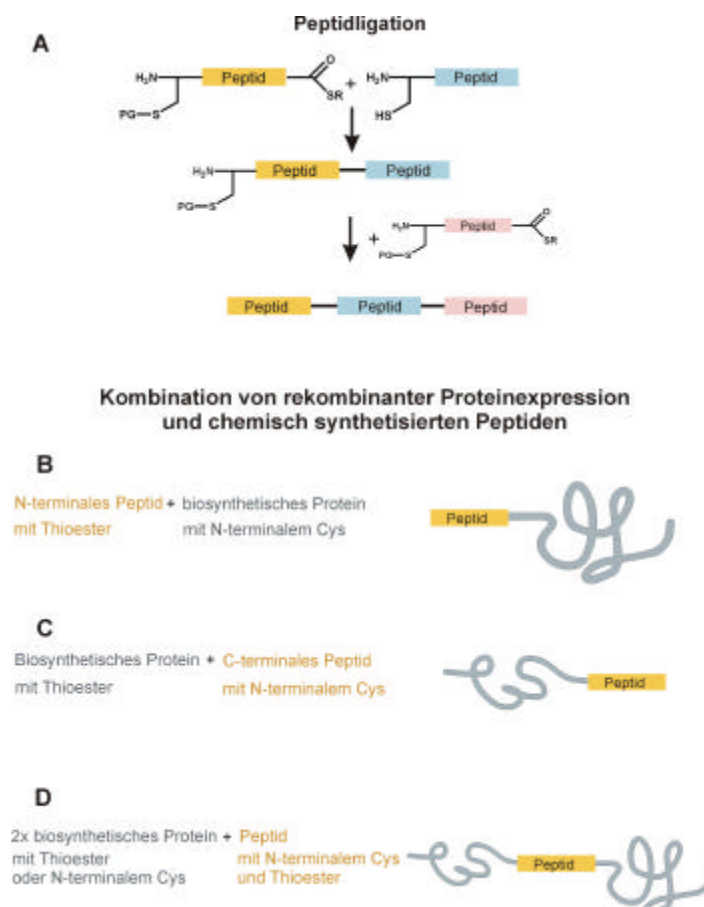 Peptidligation
A
H₂N Peptid O SR + H₂N Peptid
PG—S HS
H₂N Peptid Peptid
PG—S
+ H₂N Peptid O SR
PG—S
Peptid Peptid Peptid
Kombination von rekombinanter Proteinexpression
und chemisch synthetisierten Peptiden
B
N-terminales Peptid + biosynthetisches Protein
mit Thioester mit N-terminalem Cys
Peptid
C
Biosynthetisches Protein + C-terminales Peptid
mit Thioester mit N-terminalem Cys
Peptid
D
2x biosynthetisches Protein + Peptid
mit Thioester mit N-terminalem Cys
oder N-terminalem Cys und Thioester
Peptid